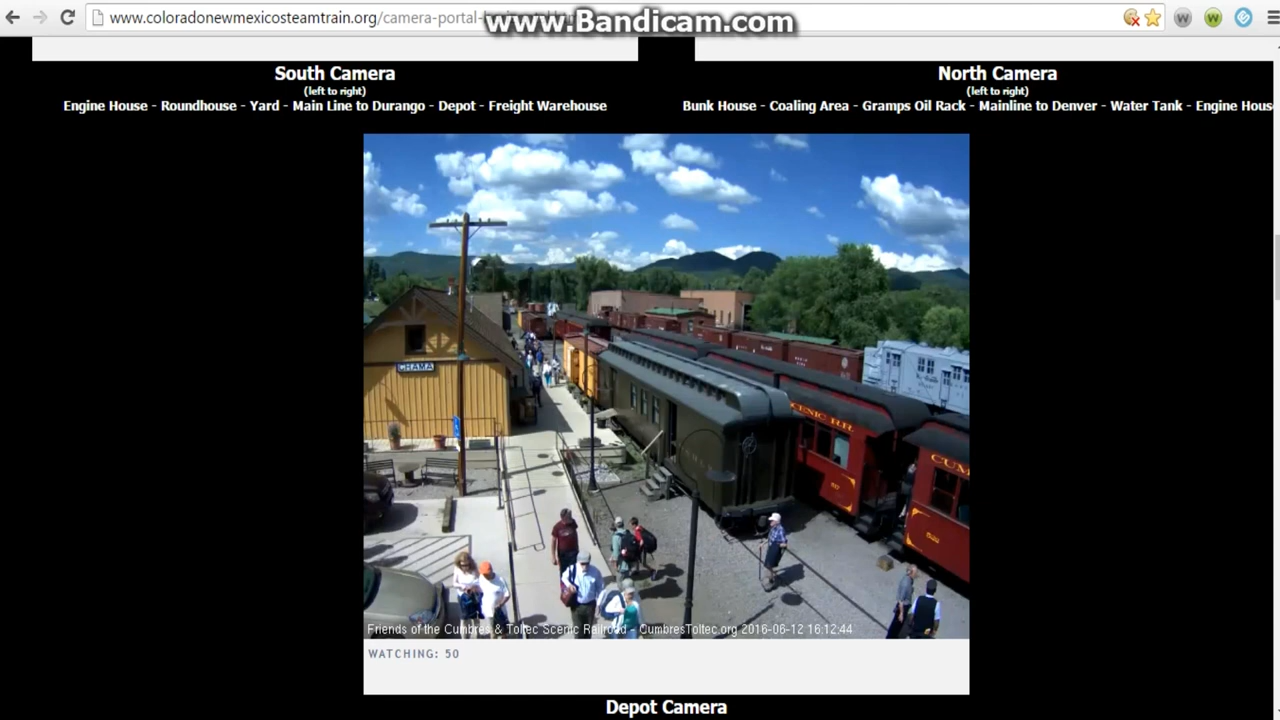 www.coloradonewmexicosteamtrain.org/camera-portal-
www.Bandicam.com
South Camera
(left to right)
Engine House - Roundhouse - Yard - Main Line to Durango - Depot - Freight Warehouse
North Camera
(left to right)
Bunk House - Coaling Area - Gramps Oil Rack - Mainline to Denver - Water Tank - Engine Hous
CHAMA
CENIC R.R.
CUM
Friends of the Cumbres & Toltec Scenic Railroad - CumbresToltec.org 2016-06-12 16:12:44
WATCHING: 50
Depot Camera